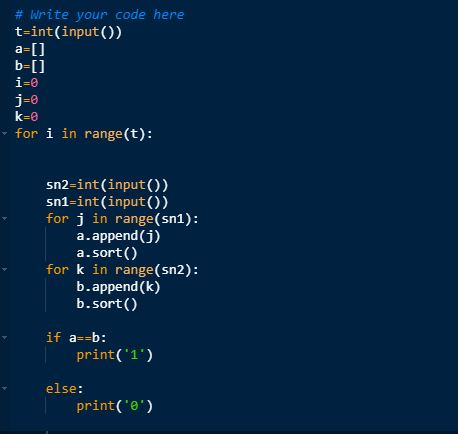 # Write your code here
t=int(input())
a=[]
b=[]
i=0
j=0
k=0
for i in range(t):
    sn2=int(input())
    sn1=int(input())
    for j in range(sn1):
        a.append(j)
        a.sort()
    for k in range(sn2):
        b.append(k)
        b.sort()
    if a==b:
        print('1')
    else:
        print('0')